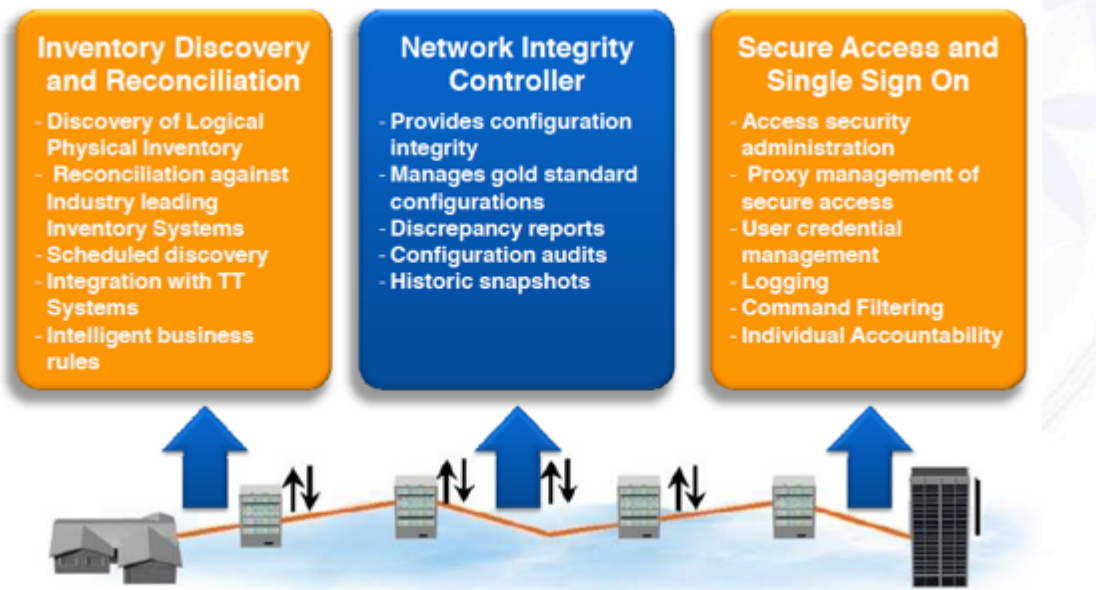 Inventory Discovery
and Reconciliation
- Discovery of Logical
Physical Inventory
- Reconciliation against
Industry leading
Inventory Systems
- Scheduled discovery
- Integration with TT
Systems
- Intelligent business
rules
Network Integrity
Controller
- Provides configuration
integrity
- Manages gold standard
configurations
- Discrepancy reports
- Configuration audits
- Historic snapshots
Secure Access and
Single Sign On
- Access security
administration
- Proxy management of
secure access
- User credential
management
- Logging
- Command Filtering
- Individual Accountability